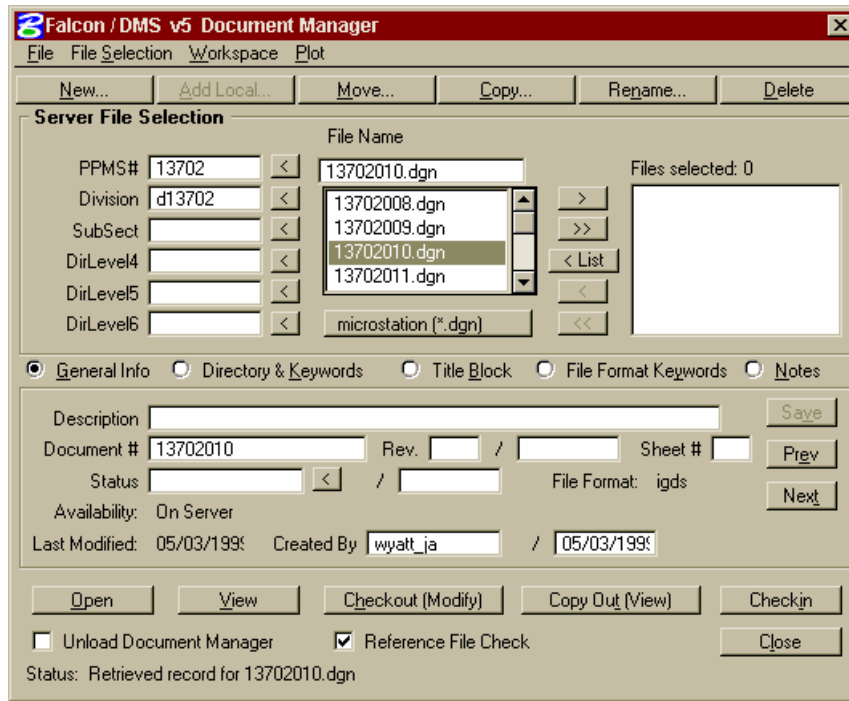 Falcon / DMS v5 Document Manager
File File Selection Workspace Plot
New... Add Local... Move... Copy... Rename... Delete
Server File Selection
File Name
PPMS# 13702 < 13702010.dgn Files selected: 0
Division d13702 < 13702008.dgn >
SubSect < 13702009.dgn >>
DirLevel4 < 13702010.dgn < List
DirLevel5 < 13702011.dgn <
DirLevel6 < microstation (*.dgn) <<
General Info Directory & Keywords Title Block File Format Keywords Notes
Description Save
Document # 13702010 Rev. / Sheet # Prev
Status < / File Format: igds Next
Availability: On Server
Last Modified: 05/03/199 Created By wyatt_ja / 05/03/199
Open View Checkout (Modify) Copy Out (View) Checkin
Unload Document Manager Reference File Check Close
Status: Retrieved record for 13702010.dgn